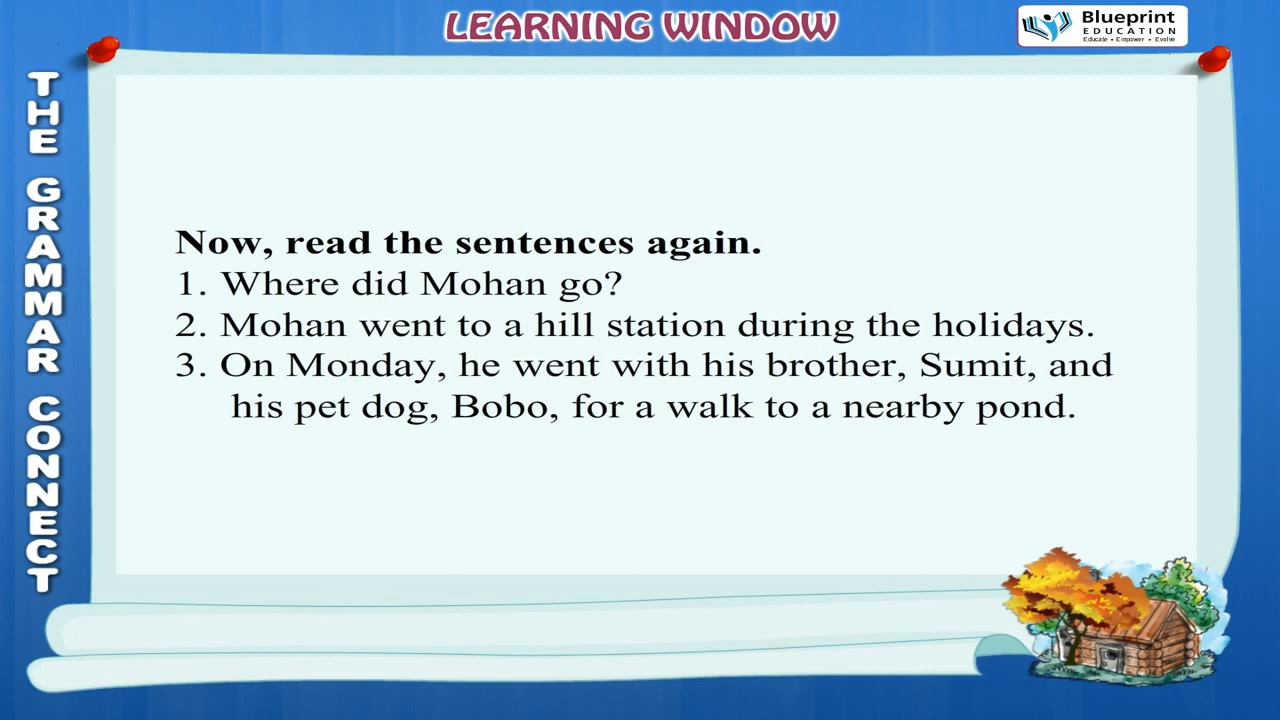 LEARNING WINDOW
Blueprint
EDUCATION
Educate • Empower • Evolve
THE GRAMMAR CONNECT
Now, read the sentences again.
1. Where did Mohan go?
2. Mohan went to a hill station during the holidays.
3. On Monday, he went with his brother, Sumit, and
his pet dog, Bobo, for a walk to a nearby pond.